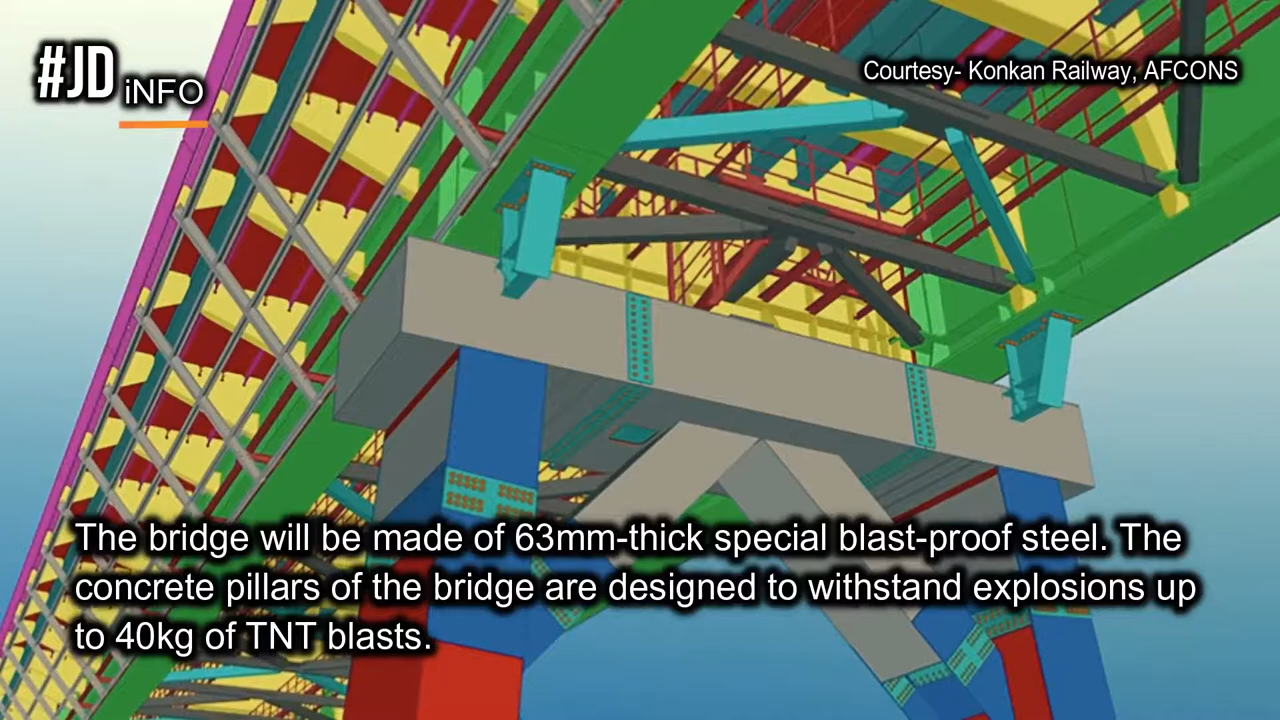 #JD iNFO
Courtesy- Konkan Railway, AFCONS
The bridge will be made of 63mm-thick special blast-proof steel. The
concrete pillars of the bridge are designed to withstand explosions up
to 40kg of TNT blasts.